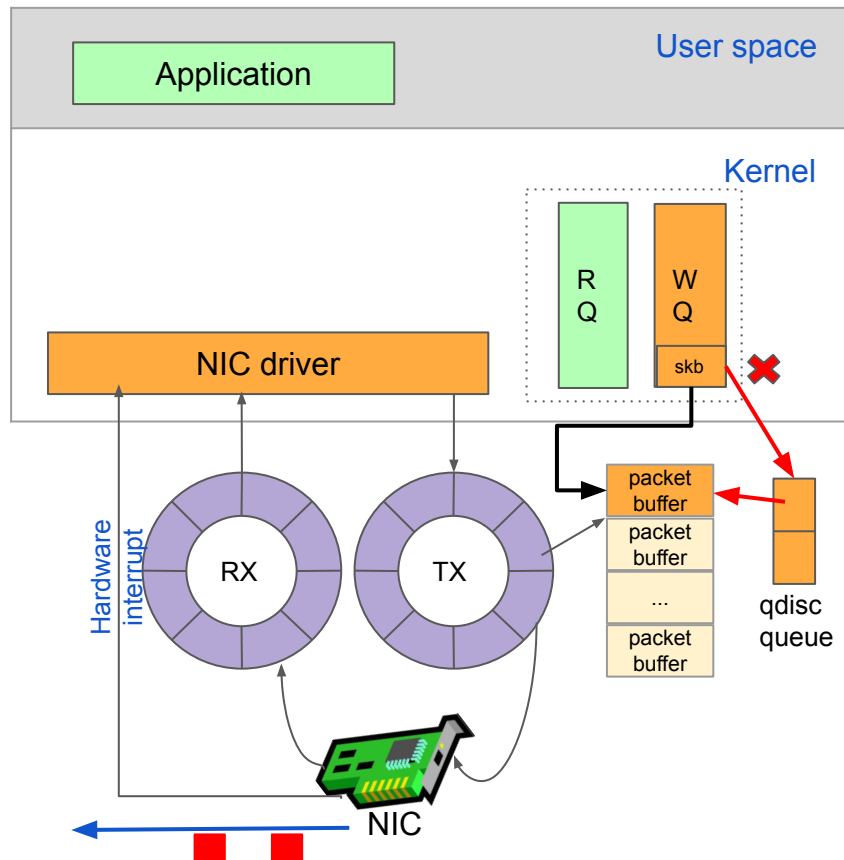 User space
Application
Kernel
R
Q
W
Q
skb
NIC driver
packet
buffer
packet
buffer
...
packet
buffer
qdisc
queue
RX
TX
Hardware
interrupt
NIC